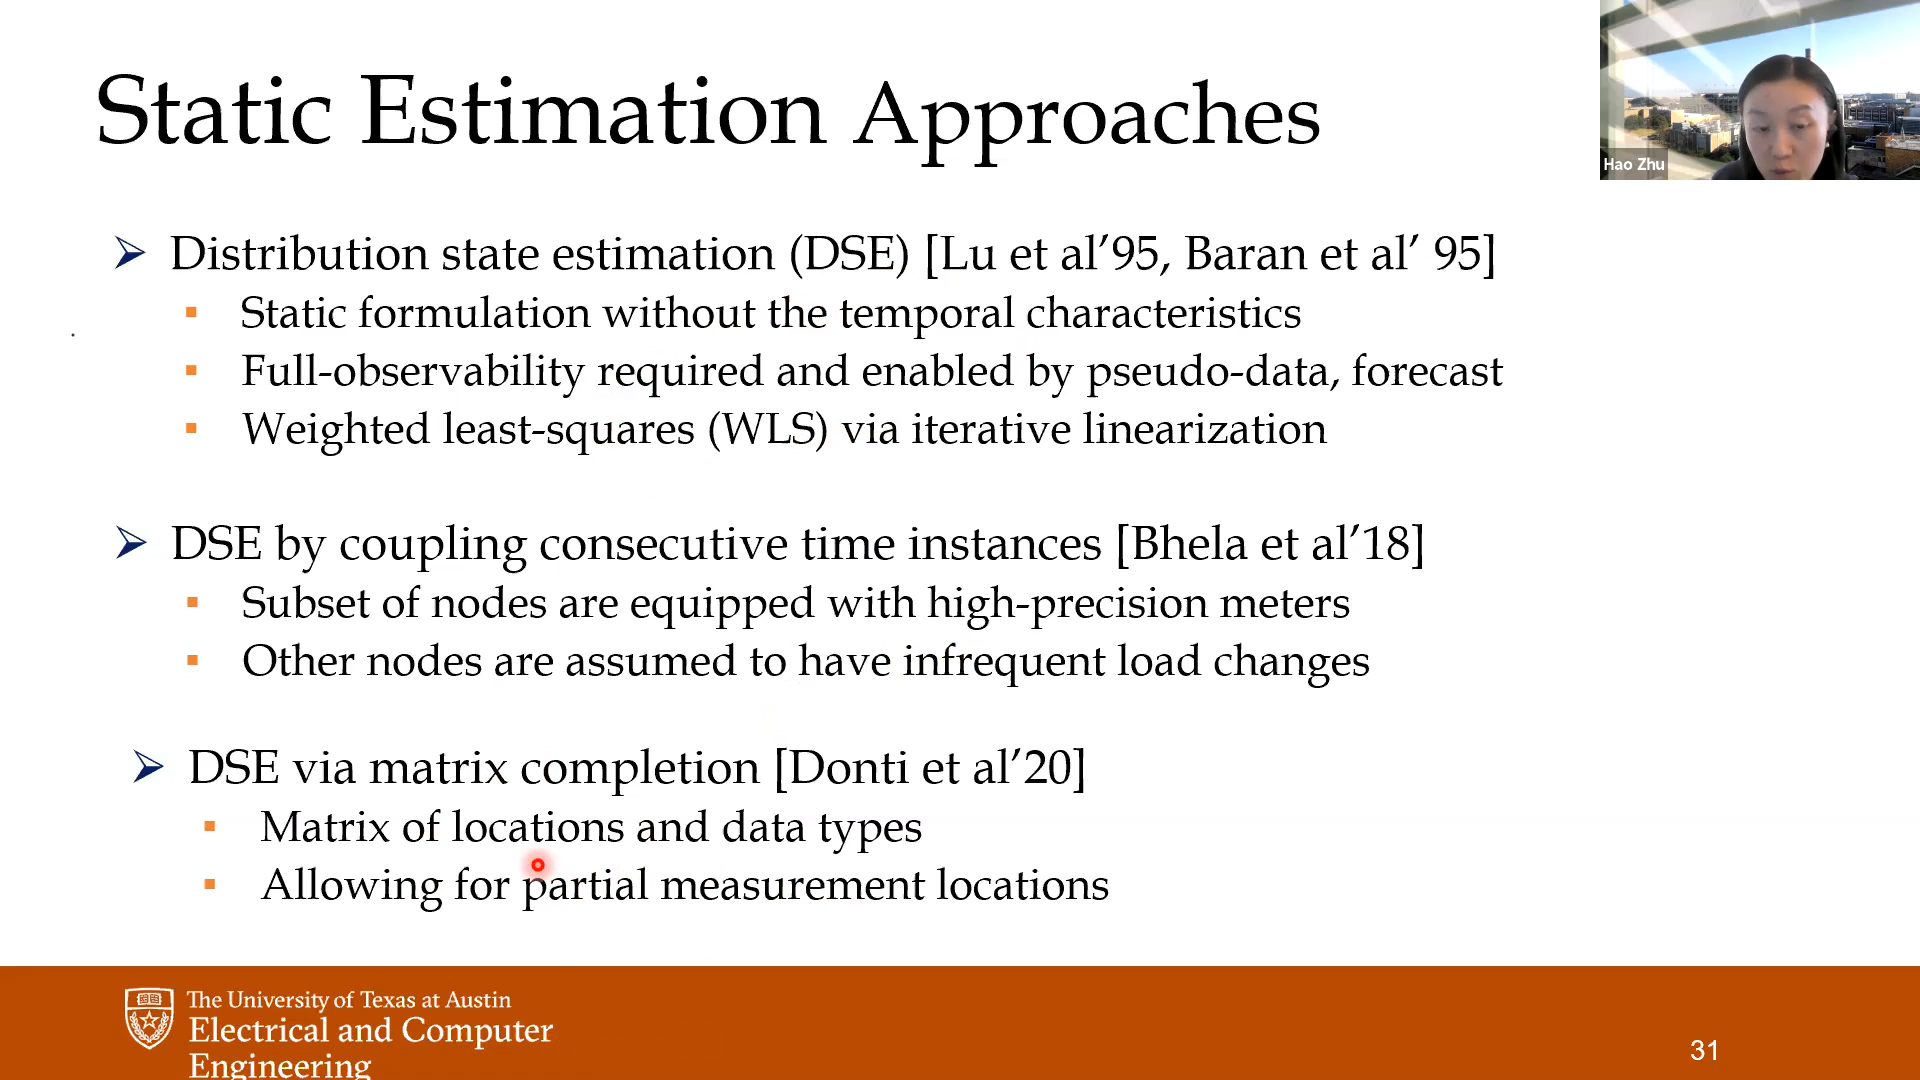 Static Estimation Approaches
Hao Zhu
Distribution state estimation (DSE) [Lu et al’95, Baran et al’ 95]
Static formulation without the temporal characteristics
Full-observability required and enabled by pseudo-data, forecast
Weighted least-squares (WLS) via iterative linearization
DSE by coupling consecutive time instances [Bhela et al’18]
Subset of nodes are equipped with high-precision meters
Other nodes are assumed to have infrequent load changes
DSE via matrix completion [Donti et al’20]
Matrix of locations and data types
Allowing for partial measurement locations
The University of Texas at Austin
Electrical and Computer
Engineering
31